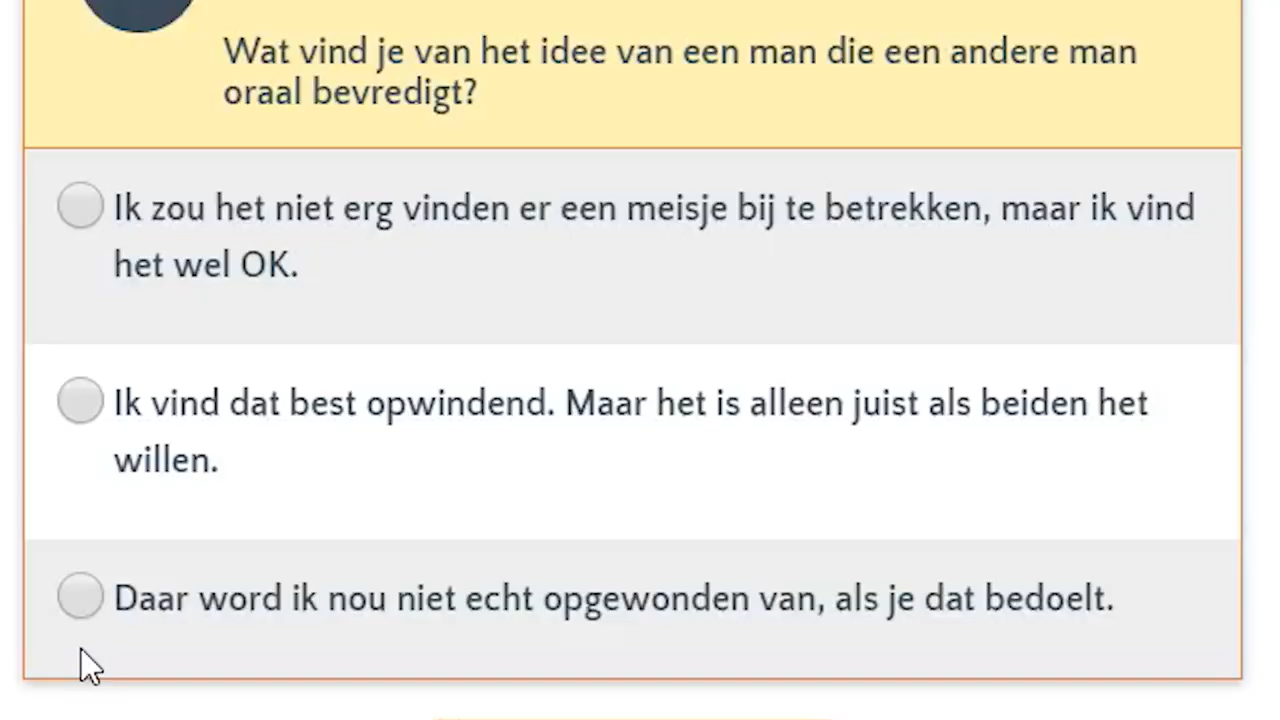 Wat vind je van het idee van een man die een andere man
oraal bevredigt?
Ik zou het niet erg vinden er een meisje bij te betrekken, maar ik vind
het wel OK.
Ik vind dat best opwindend. Maar het is alleen juist als beiden het
willen.
Daar word ik nou niet echt opgewonden van, als je dat bedoelt.